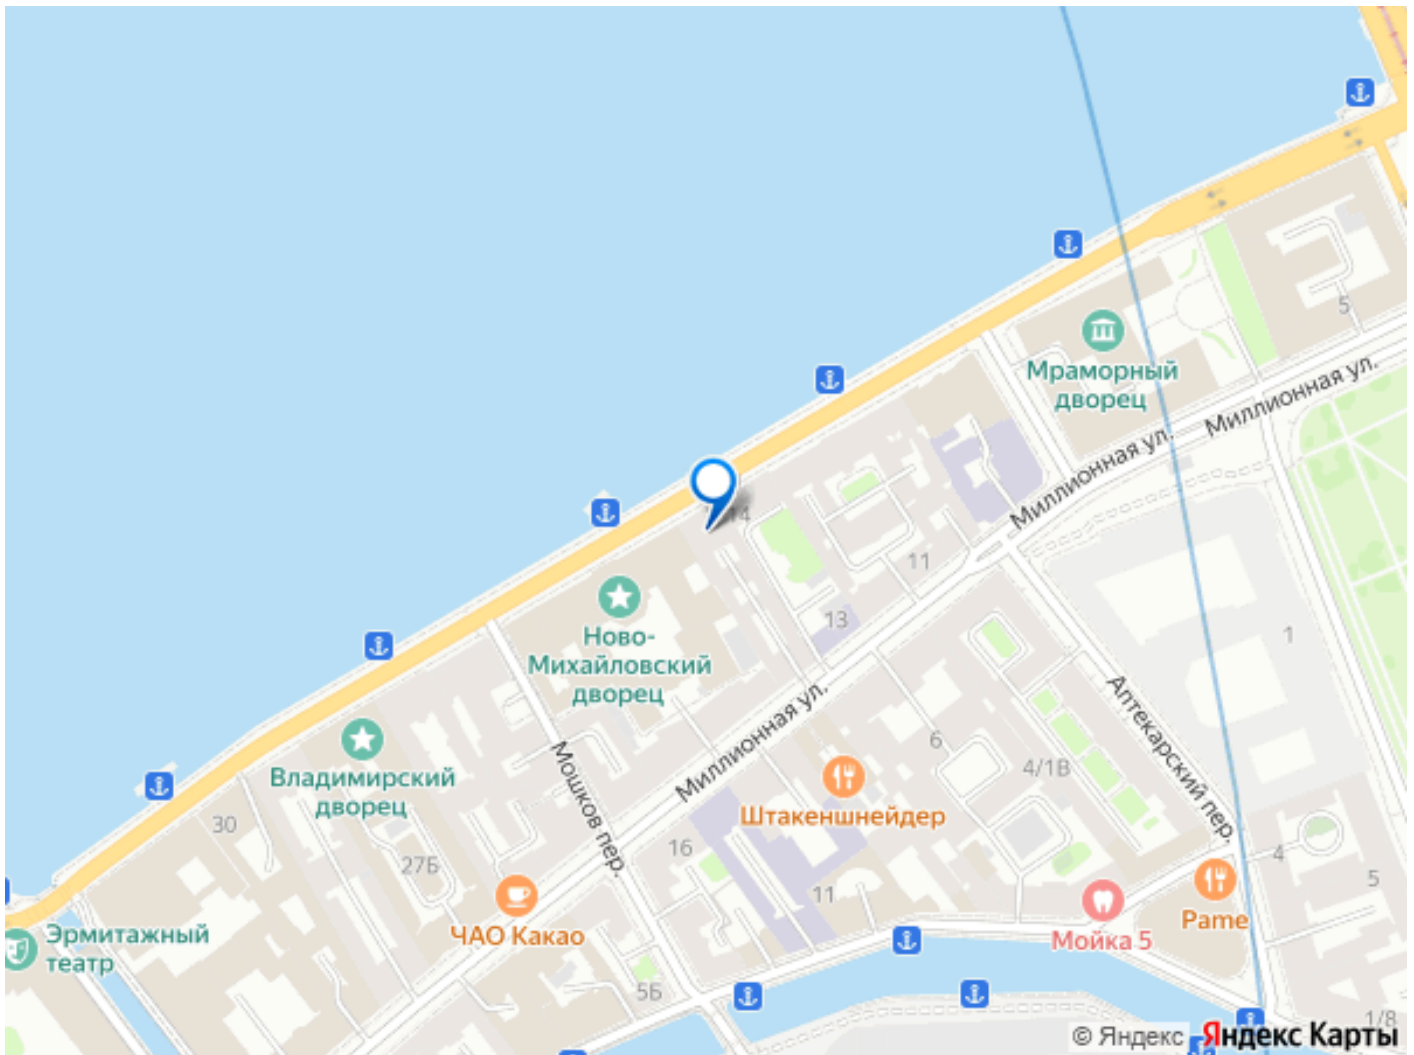 5
Мраморный
дворец
Миллионная ул.
Миллионная ул.
14
11
13
1
Ново-
Михайловский
дворец
Миллионная ул.
Аптекарский пер.
6
4/1В
Владимирский
дворец
Мошков пер.
Штакеншнейдер
30
27Б
16
11
4
5
ЧАО Какао
Мойка 5
Pame
Эрмитажный
театр
5Б
1/8
© Яндекс Яндекс Карты